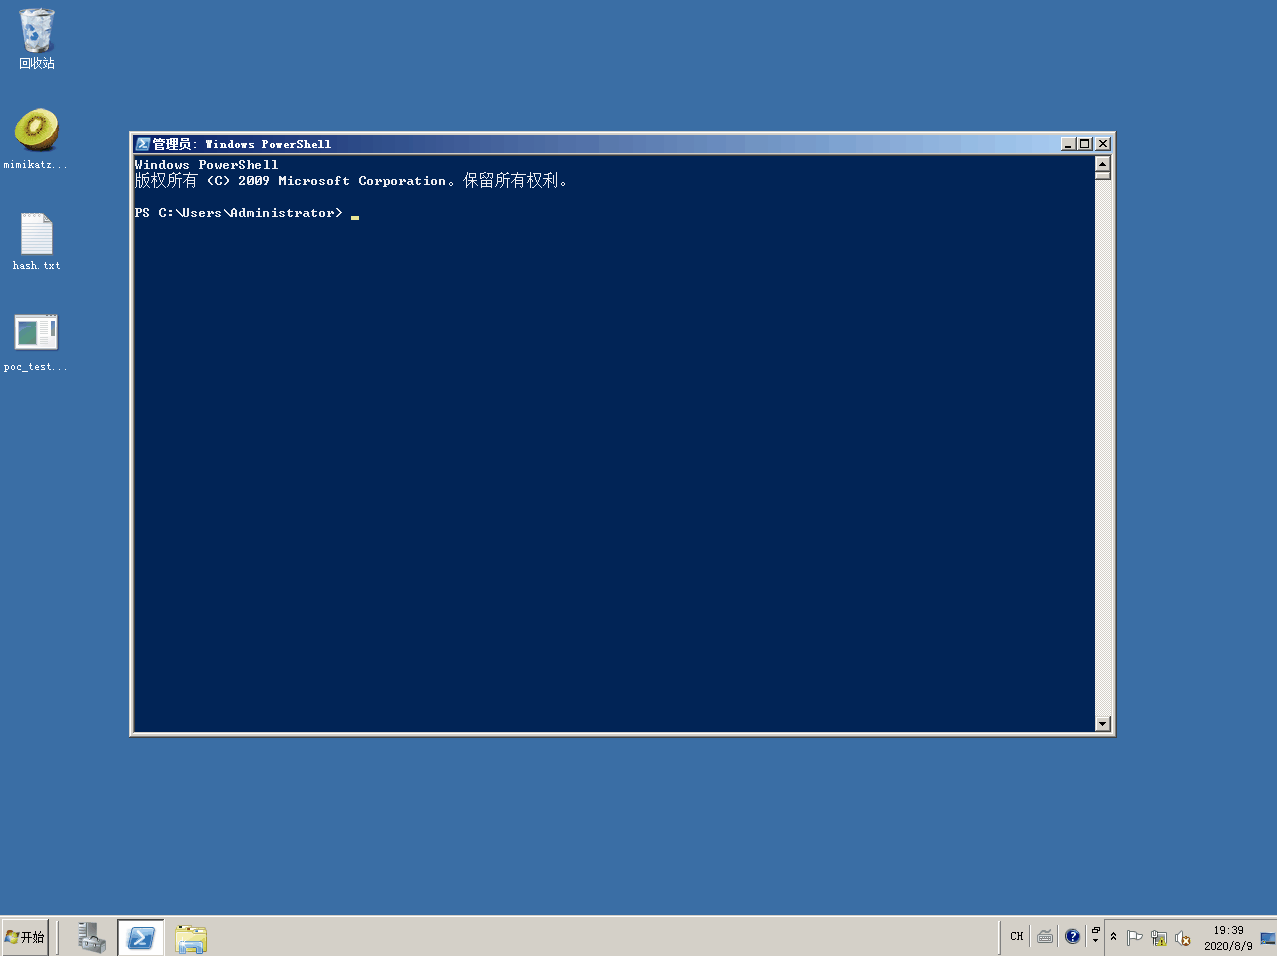 回收站
mimikatz...
hash.txt
poc_test...
管理员: Windows PowerShell
Windows PowerShell
版权所有 (C) 2009 Microsoft Corporation。保留所有权利。
PS C:\Users\Administrator>
开始
CH
19:39
2020/8/9